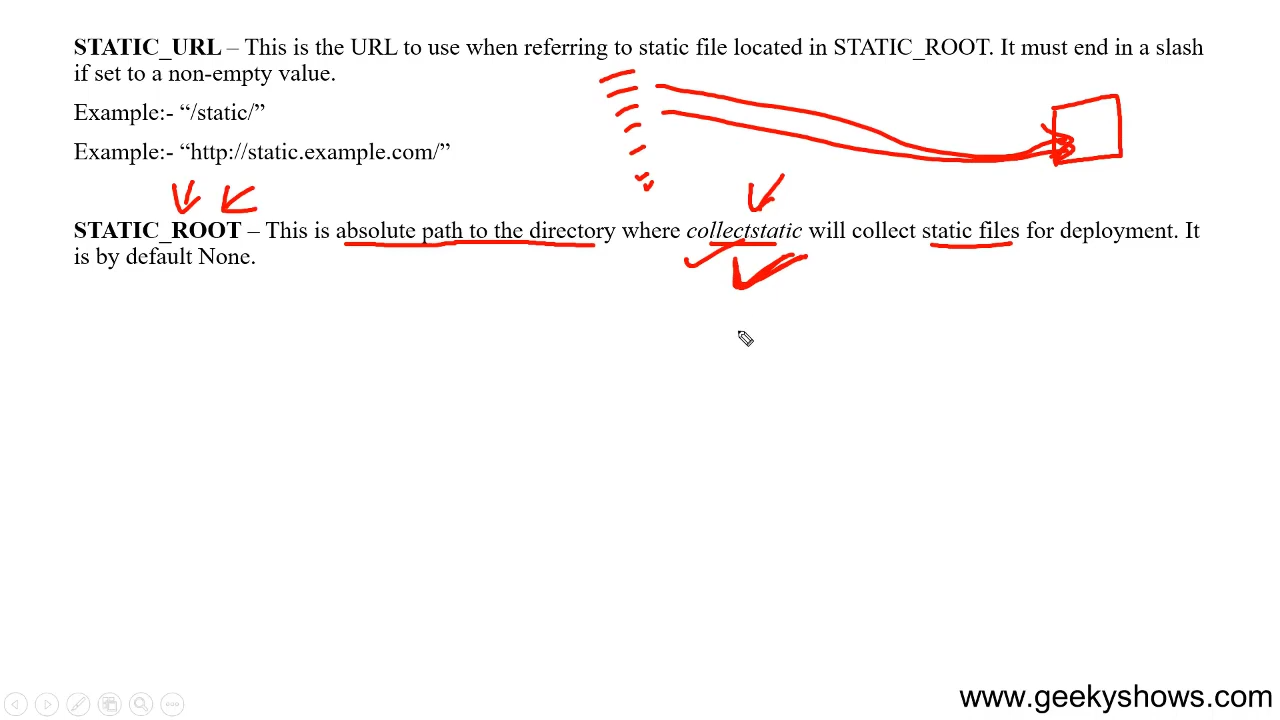 STATIC_URL – This is the URL to use when referring to static file located in STATIC_ROOT. It must end in a slash
if set to a non-empty value.
Example:- “/static/”
Example:- “http://static.example.com/”
STATIC_ROOT – This is absolute path to the directory where collectstatic will collect static files for deployment. It
is by default None.
www.geekyshows.com